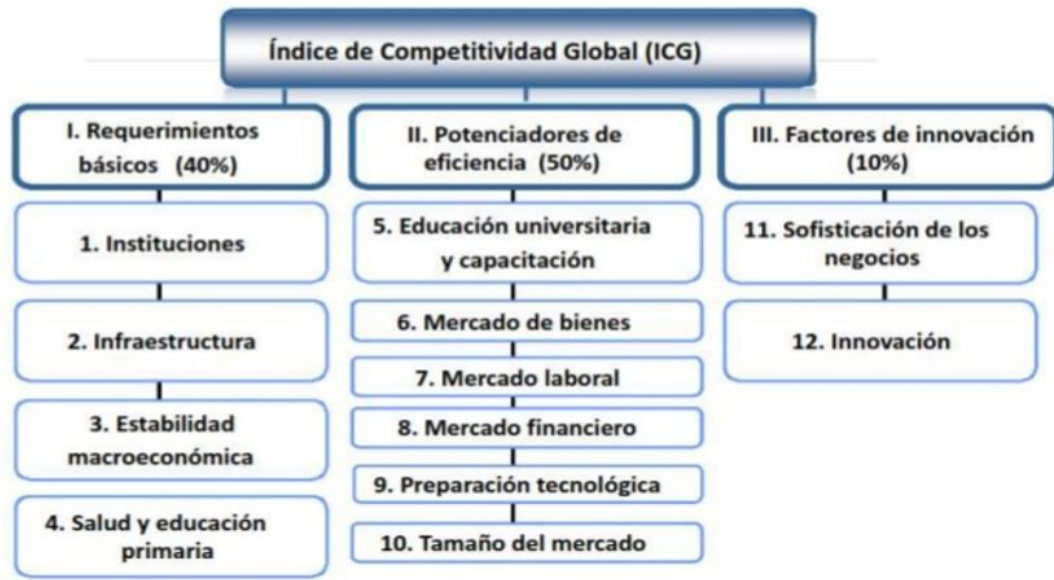 Índice de Competitividad Global (ICG)
I. Requerimientos
básicos (40%)
1. Instituciones
2. Infraestructura
3. Estabilidad
macroeconómica
4. Salud y educación
primaria
II. Potenciadores de
eficiencia (50%)
5. Educación universitaria
y capacitación
6. Mercado de bienes
7. Mercado laboral
8. Mercado financiero
9. Preparación tecnológica
10. Tamaño del mercado
III. Factores de innovación
(10%)
11. Sofisticación de los
negocios
12. Innovación